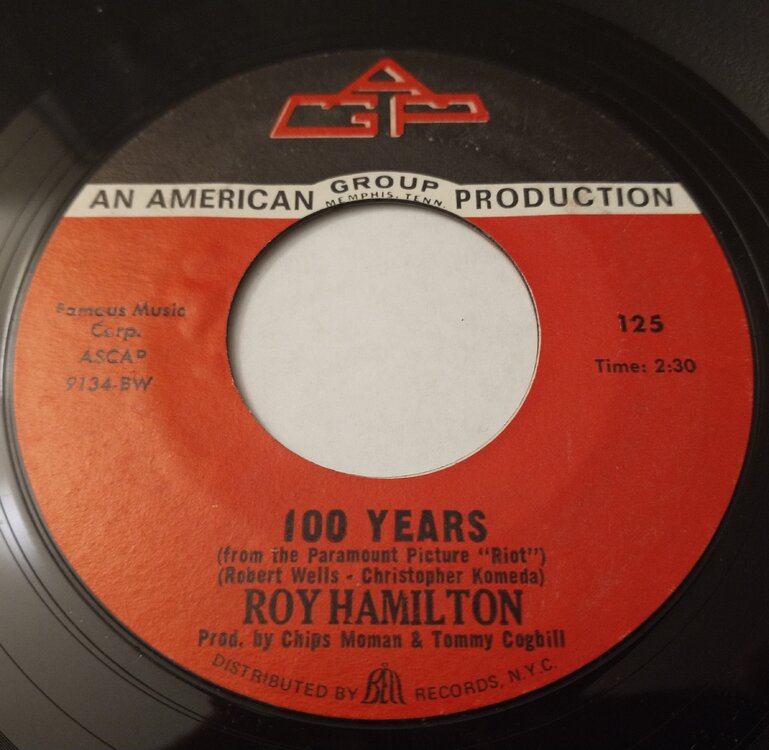 AGP
AN AMERICAN GROUP PRODUCTION
MEMPHIS, TENN.
Famous Music
Corp.
ASCAP
9134-BW
125
Time: 2:30
100 YEARS
(from the Paramount Picture "Riot")
(Robert Wells - Christopher Komeda)
ROY HAMILTON
Prod. by Chips Moman & Tommy Cogbill
DISTRIBUTED BY BELL RECORDS, N.Y.C.